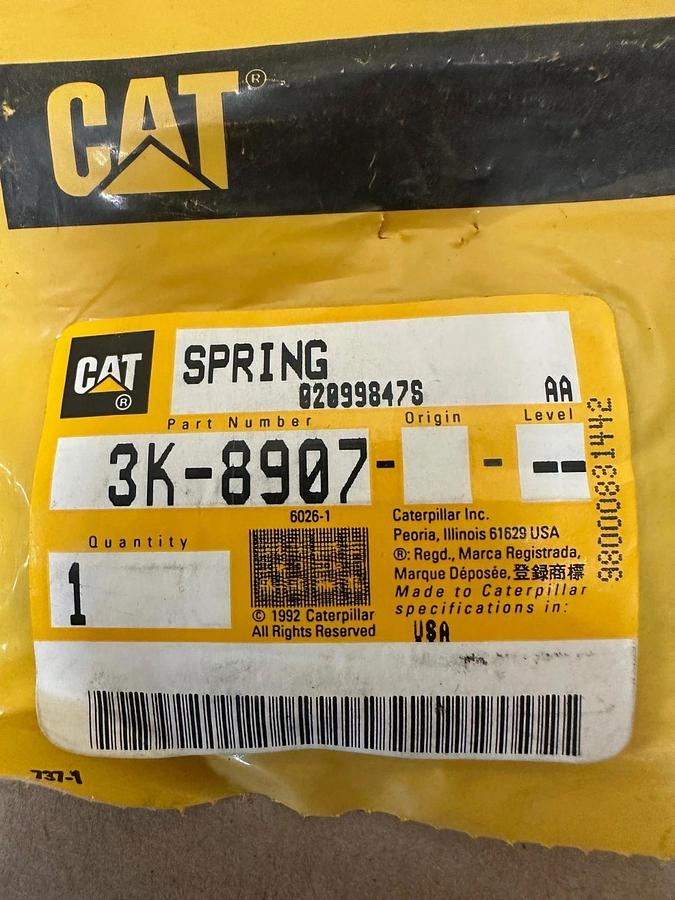 CAT®
CAT®
SPRING
02099847S
AA
Part Number
Origin
Level
3K-8907- - --
Quantity
1
6026-1
© 1992 Caterpillar
All Rights Reserved
Caterpillar Inc.
Peoria, Illinois 61629 USA
®: Regd., Marca Registrada,
Marque Déposée, 登録商標
Made to Caterpillar
specifications in:
USA
98000831442
737-1